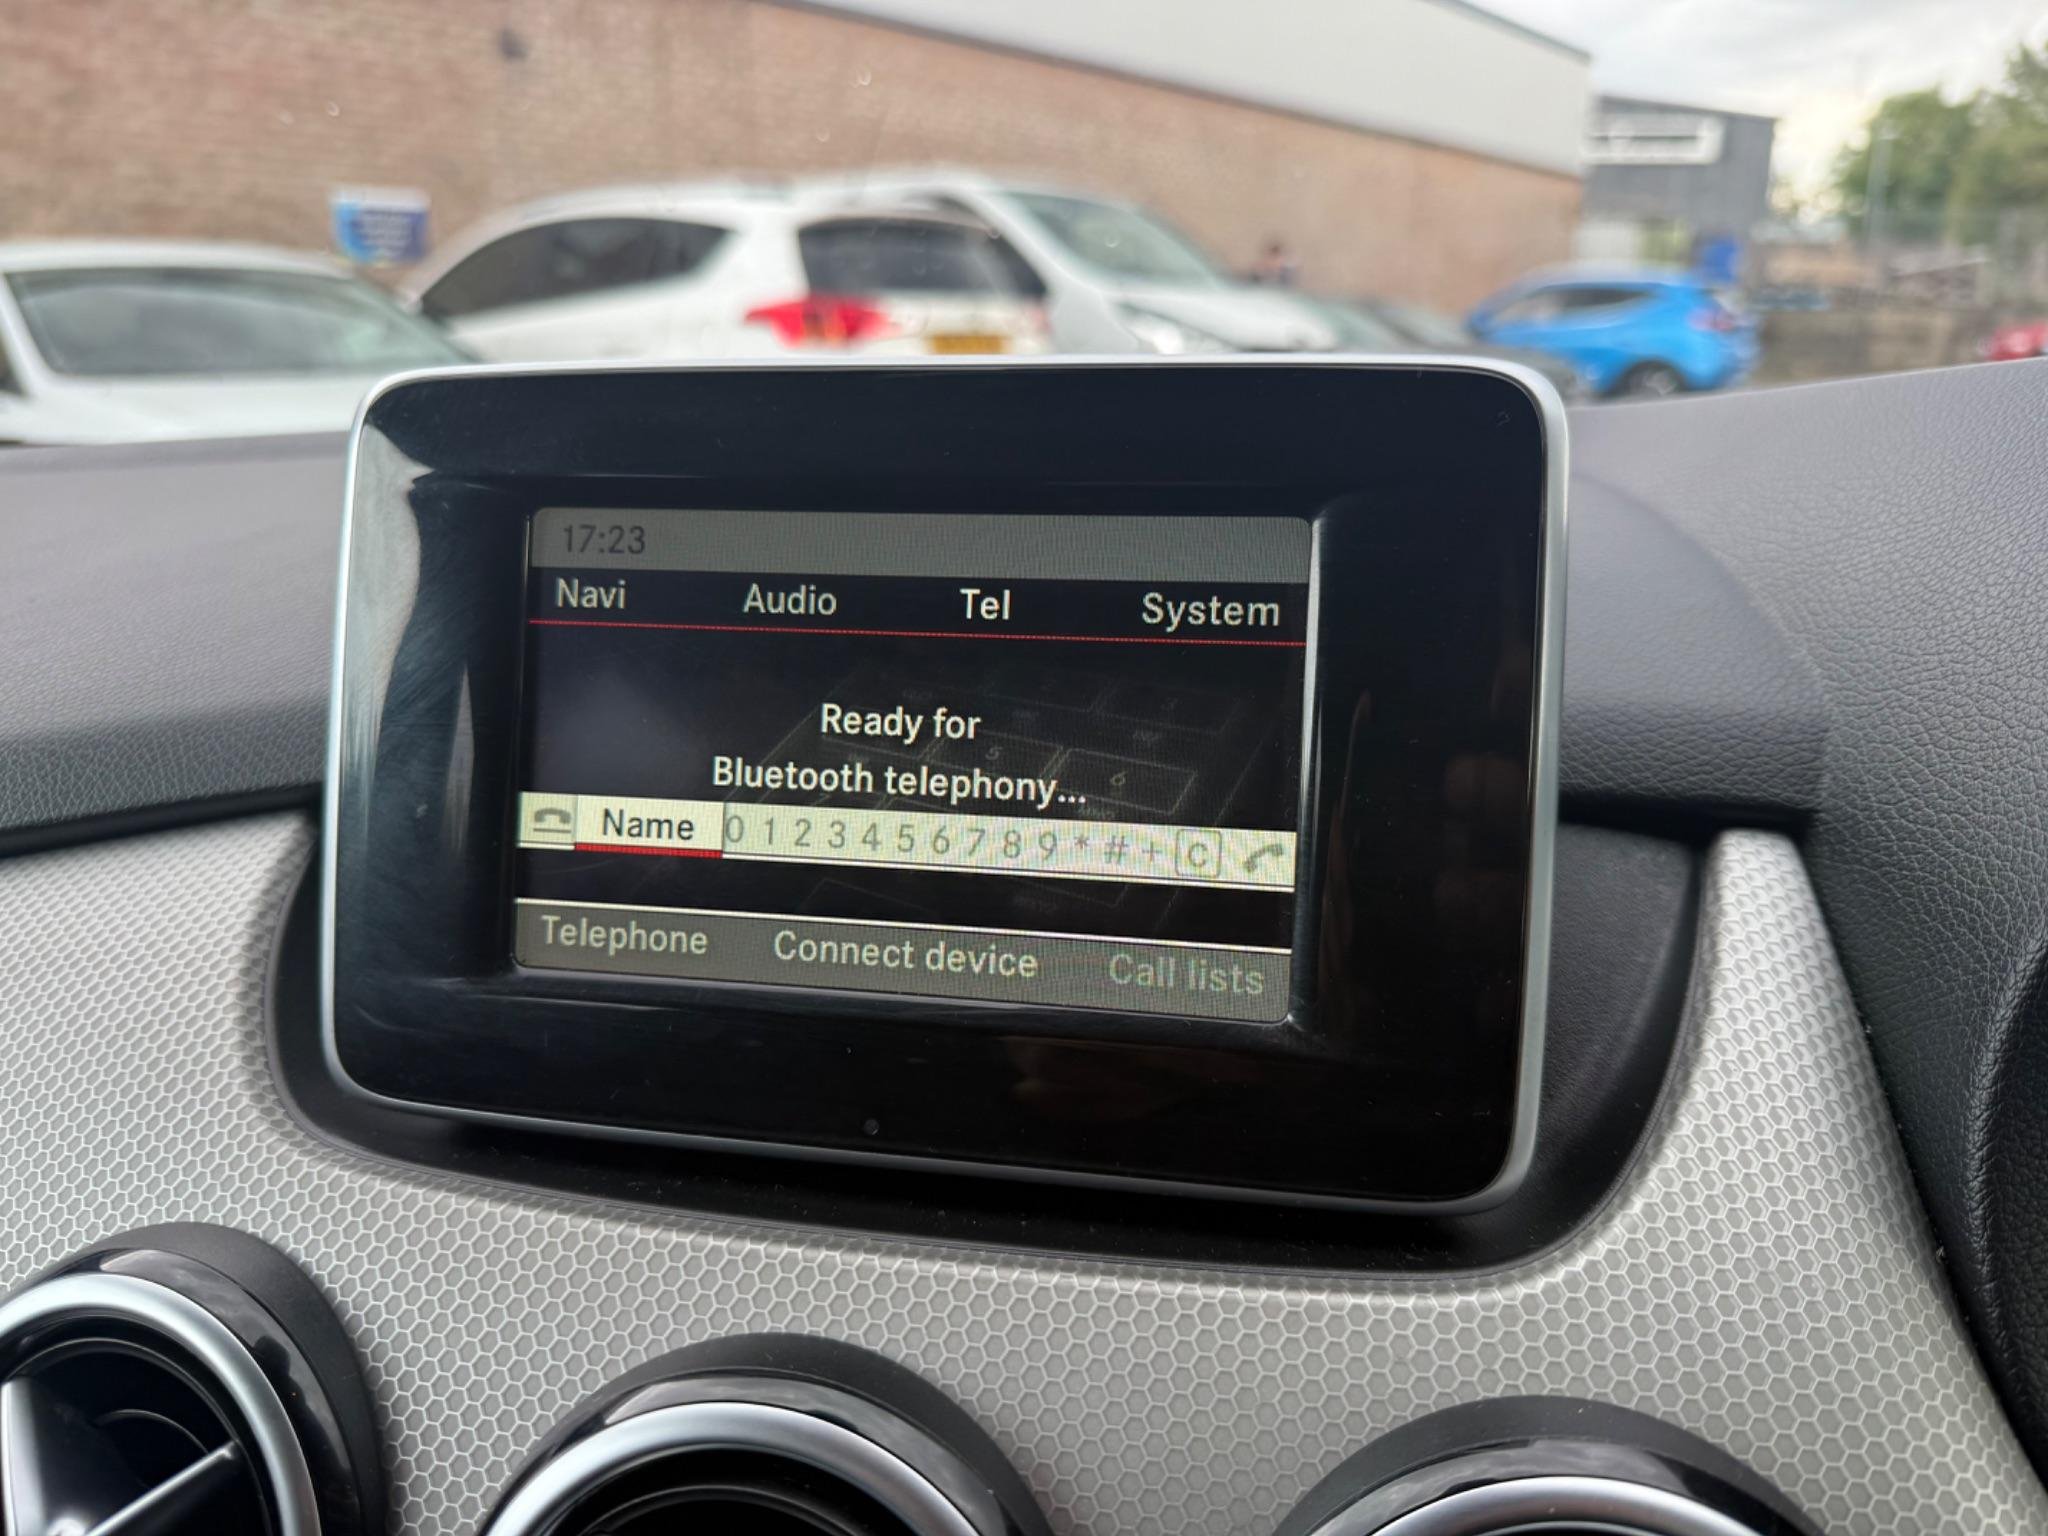 17:23
Navi Audio Tel System
Ready for
Bluetooth telephony...
Name 0 1 2 3 4 5 6 7 8 9 * # + C
Telephone Connect device Call lists